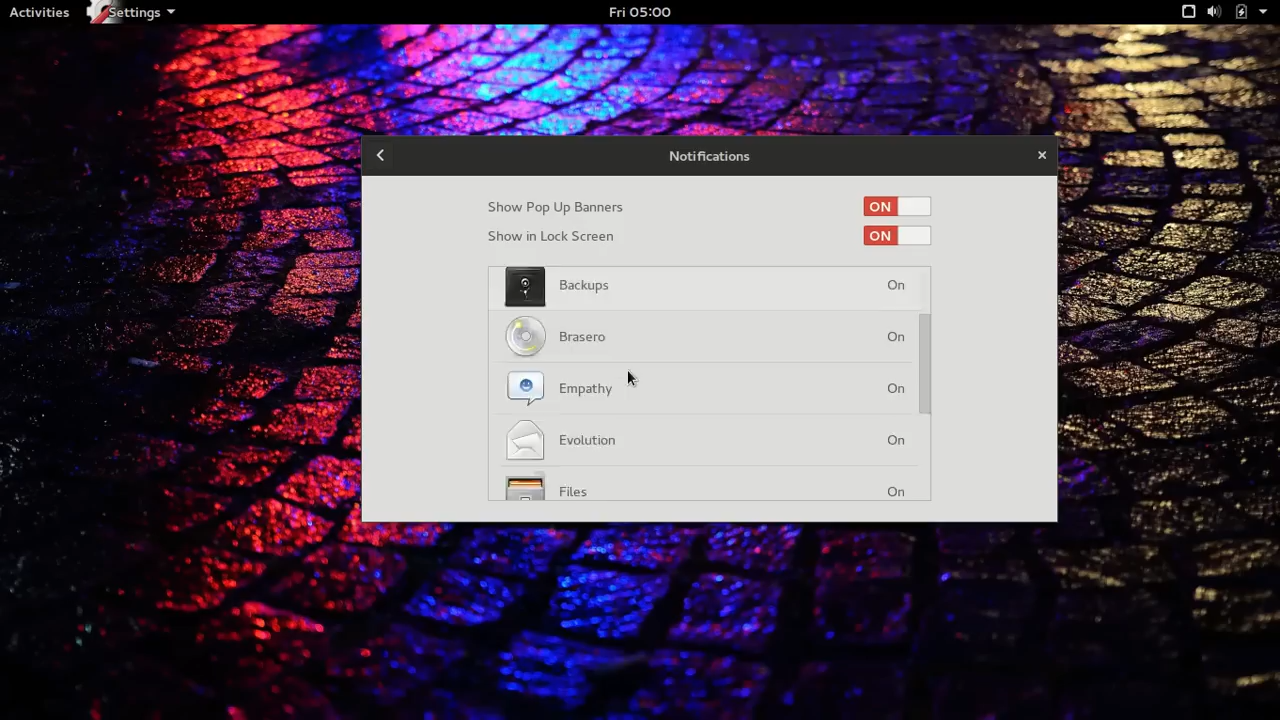 Activities Settings Fri 05:00
Notifications
Show Pop Up Banners ON
Show in Lock Screen ON
Backups On
Brasero On
Empathy On
Evolution On
Files On